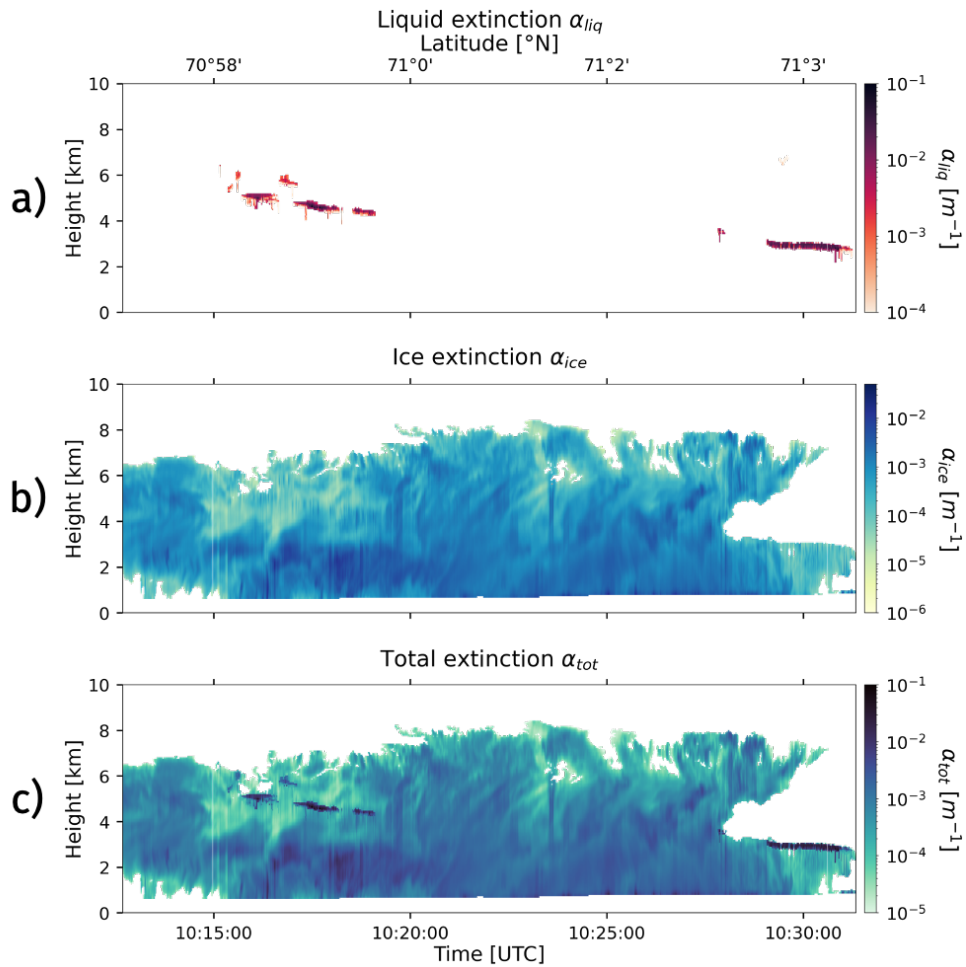 Liquid extinction α_liq
Latitude [°N]
70°58' 71°0' 71°2' 71°3'
a)
Height [km]
10
8
6
4
2
0
10⁻¹
10⁻²
10⁻³
10⁻⁴
α_liq [m⁻¹]
Ice extinction α_ice
b)
Height [km]
10
8
6
4
2
0
10⁻²
10⁻³
10⁻⁴
10⁻⁵
10⁻⁶
α_ice [m⁻¹]
Total extinction α_tot
c)
Height [km]
10
8
6
4
2
0
10⁻¹
10⁻²
10⁻³
10⁻⁴
10⁻⁵
α_tot [m⁻¹]
10:15:00 10:20:00 10:25:00 10:30:00
Time [UTC]